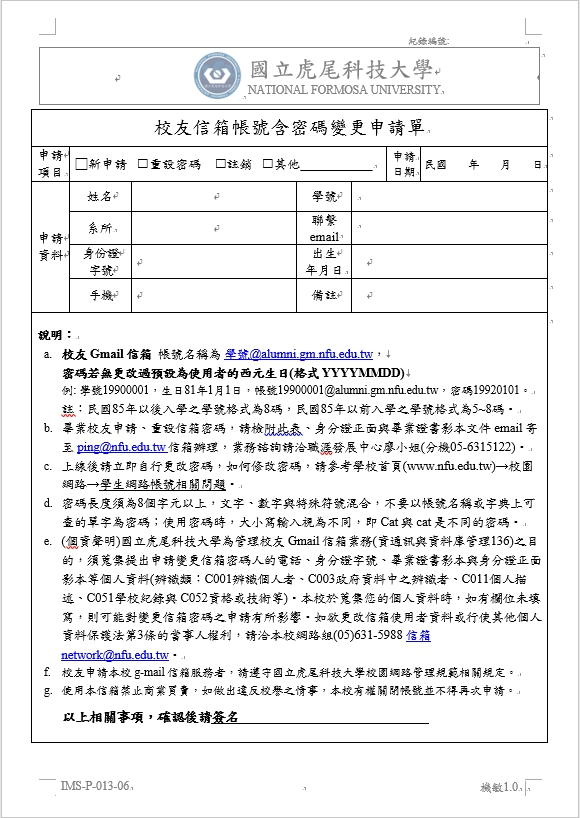 紀錄編號:
國立虎尾科技大學
NATIONAL FORMOSA UNIVERSITY
校友信箱帳號含密碼變更申請單
申請項目 □新申請 □重設密碼 □註銷 □其他____________ 申請日期 民國 年 月 日
申請資料
姓名 學號
系所 聯繫email
身份證字號 出生年月日
手機 備註
說明：
a. 校友 Gmail 信箱 帳號名稱為 學號@alumni.gm.nfu.edu.tw，
密碼若無更改過預設為使用者的西元生日(格式 YYYYMMDD)
例: 學號19900001，生日81年1月1日，帳號19900001@alumni.gm.nfu.edu.tw，密碼19920101。
註：民國85年以後入學之學號格式為8碼，民國85年以前入學之學號格式為5~8碼。
b. 畢業校友申請、重設信箱密碼，請檢附此表、身分證正面與畢業證書影本文件 email 寄
至 ping@nfu.edu.tw 信箱辦理，業務諮詢請洽職涯發展中心廖小姐(分機05-6315122)。
c. 上線後請立即自行更改密碼，如何修改密碼，請參考學校首頁(www.nfu.edu.tw)→校園
網路→學生網路帳號相關問題。
d. 密碼長度須為8個字元以上，文字、數字與特殊符號混合，不要以帳號名稱或字典上可
查的單字為密碼；使用密碼時，大小寫輸入視為不同，即 Cat 與 cat 是不同的密碼。
e. (個資聲明)國立虎尾科技大學為管理校友 Gmail 信箱業務(資通訊與資料庫管理136)之目
的，須蒐集提出申請變更信箱密碼人的電話、身分證字號、畢業證書影本與身分證正面
影本等個人資料(辨識類：C001辨識個人者、C003政府資料中之辨識者、C011個人描
述、C051學校紀錄與 C052資格或技術等)。本校於蒐集您的個人資料時，如有欄位未填
寫，則可能對變更信箱密碼之申請有所影響。如欲更改信箱使用者資料或行使其他個人
資料保護法第3條的當事人權利，請洽本校網路組(05)631-5988 信箱
network@nfu.edu.tw。
f. 校友申請本校 g-mail 信箱服務者，請遵守國立虎尾科技大學校園網路管理規範相關規定。
g. 使用本信箱禁止商業買賣，如做出違反校譽之情事，本校有權關閉帳號並不得再次申請。
以上相關事項，確認後請簽名____________________
IMS-P-013-06 機敏1.0